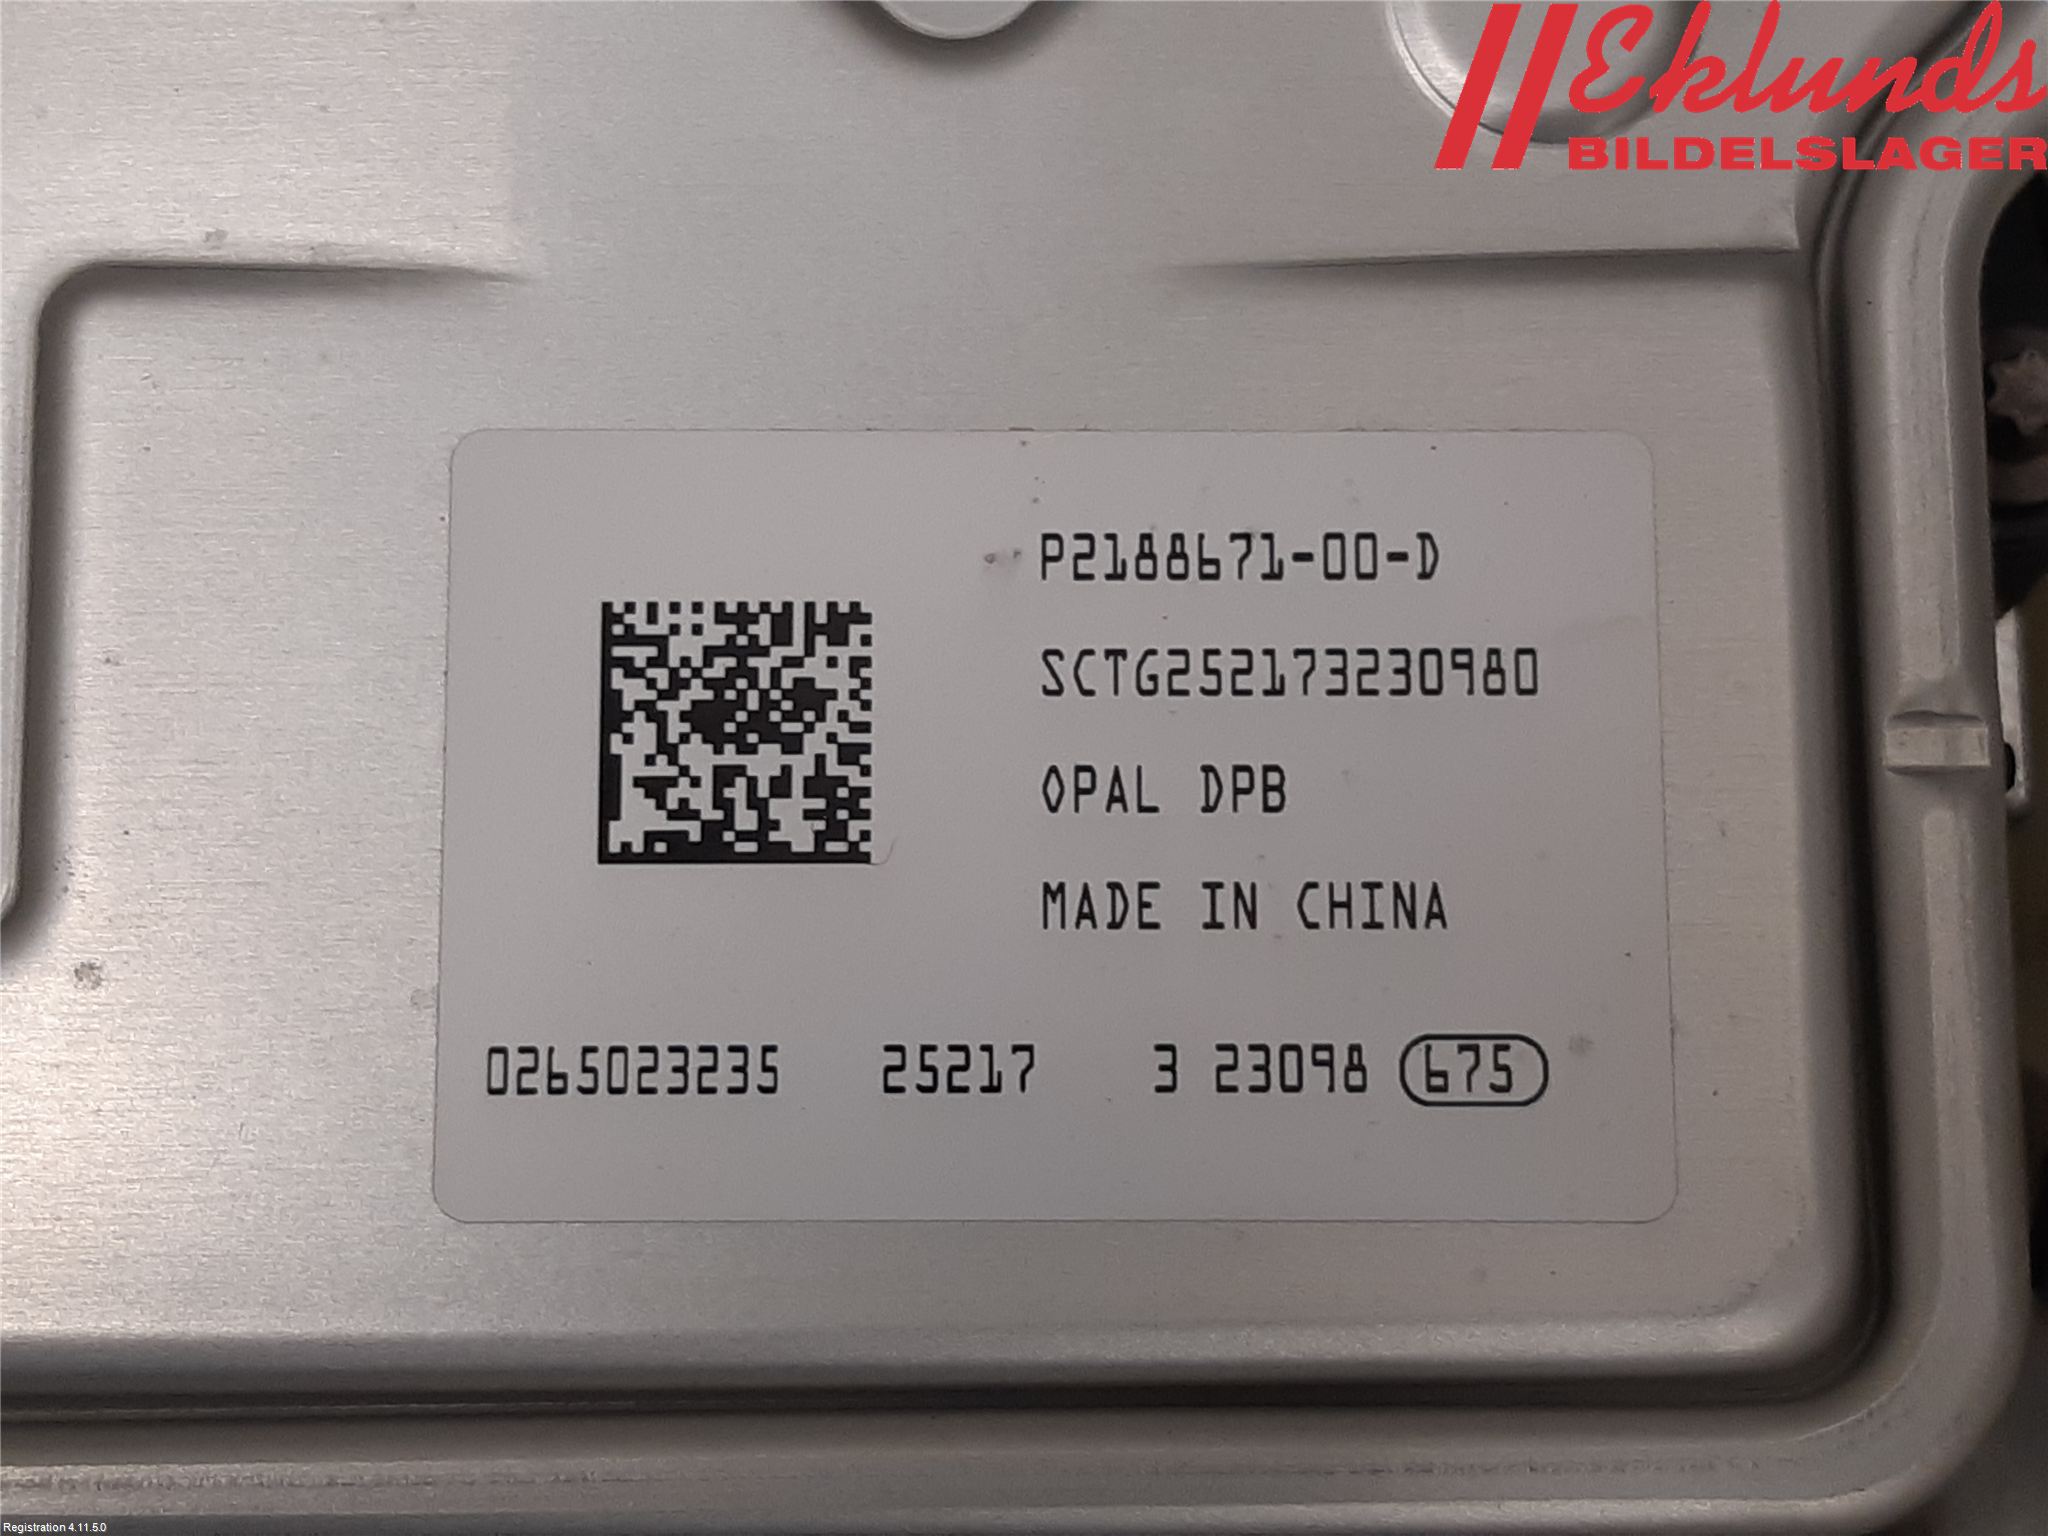 Eklunds
BILDELSLAGER
P2188671-00-D
SCTG252173230980
OPAL DPB
MADE IN CHINA
0265023235 25217 3 23098 675
Registration 4.11.5.0